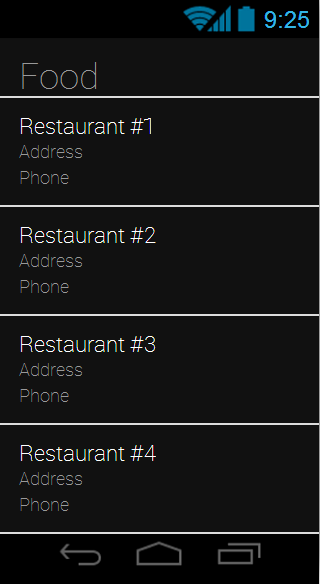 9:25
Food
Restaurant #1
Address
Phone
Restaurant #2
Address
Phone
Restaurant #3
Address
Phone
Restaurant #4
Address
Phone